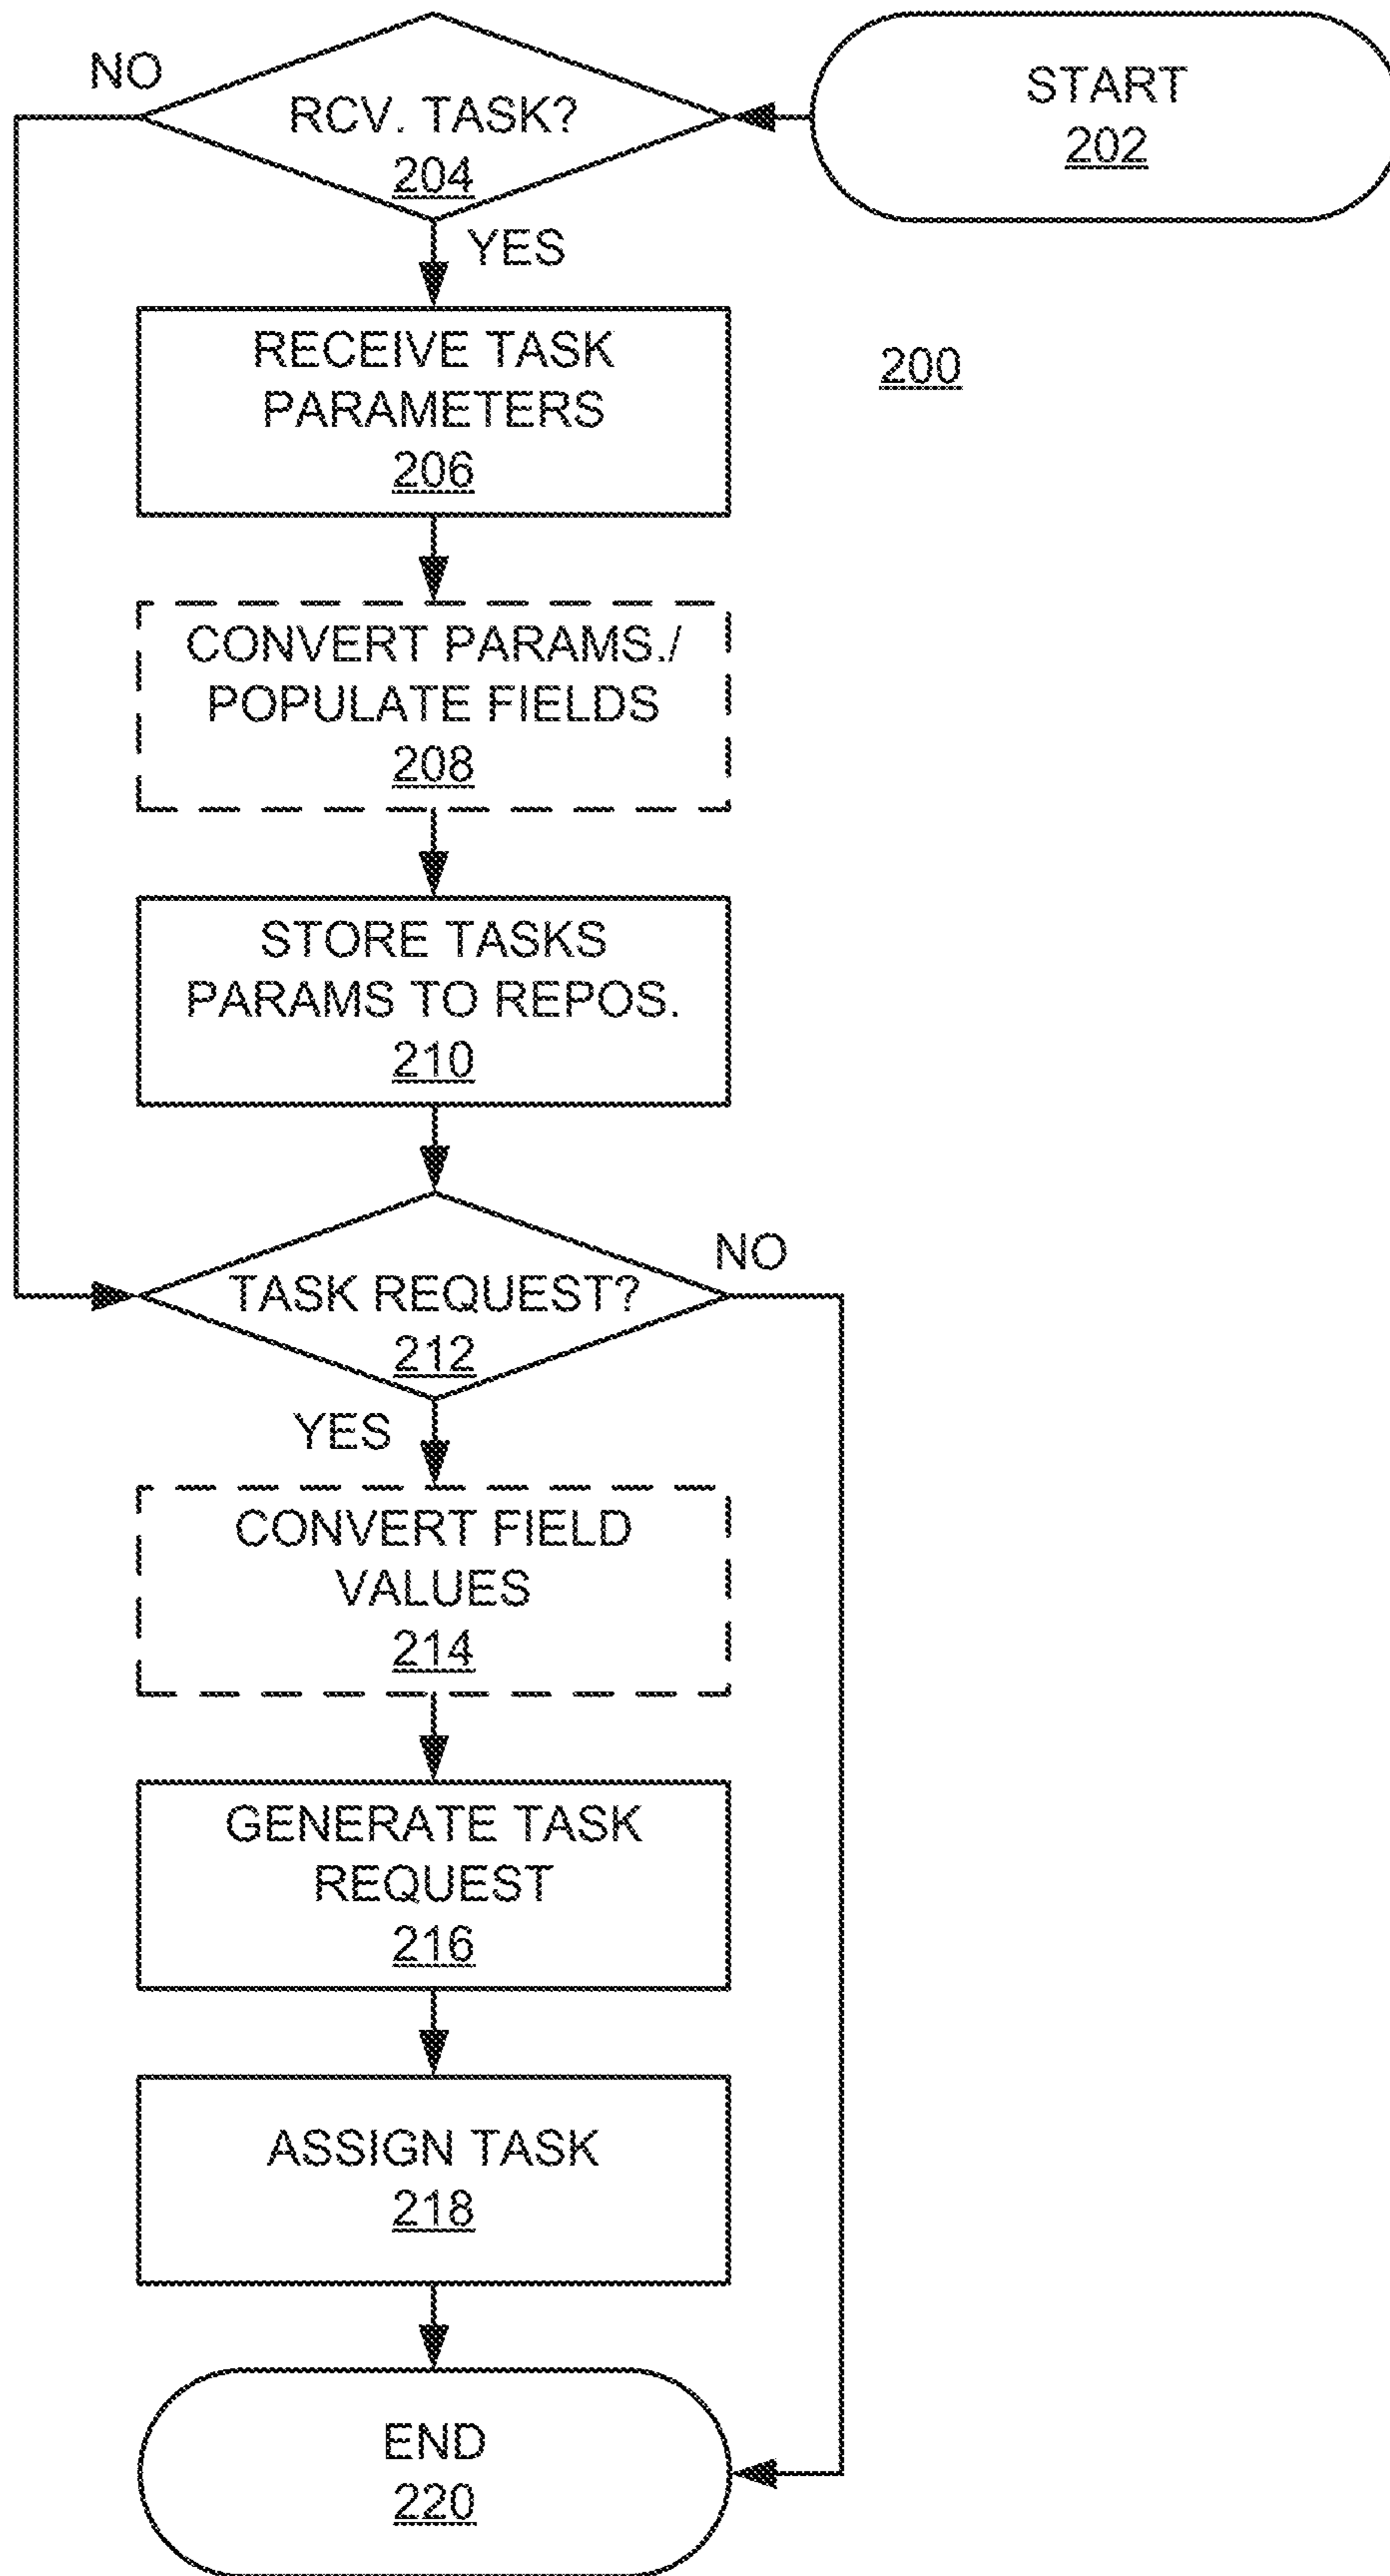 START
202
NO
RCV. TASK?
204
YES
RECEIVE TASK
PARAMETERS
206
200
CONVERT PARAMS./
POPULATE FIELDS
208
STORE TASKS
PARAMS TO REPOS.
210
TASK REQUEST?
212
NO
YES
CONVERT FIELD
VALUES
214
GENERATE TASK
REQUEST
216
ASSIGN TASK
218
END
220